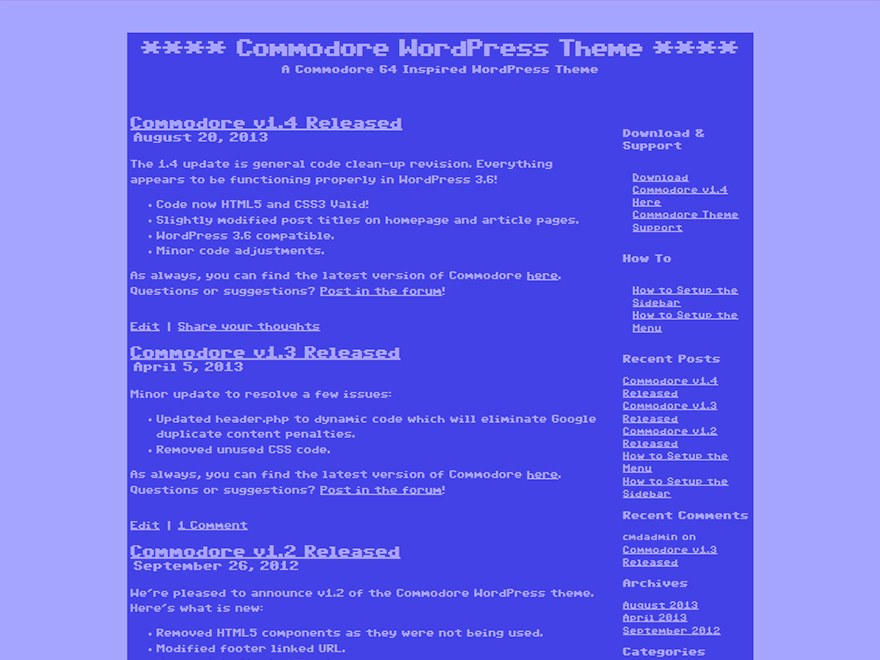 **** Commodore WordPress Theme ****
A Commodore 64 Inspired WordPress Theme
Commodore v1.4 Released
August 20, 2013
The 1.4 update is general code clean-up revision. Everything
appears to be functioning properly in WordPress 3.6!
• Code now HTML5 and CSS3 Valid!
• Slightly modified post titles on homepage and article pages.
• WordPress 3.6 compatible.
• Minor code adjustments.
As always, you can find the latest version of Commodore here.
Questions or suggestions? Post in the forum!
Edit | Share your thoughts
Commodore v1.3 Released
April 5, 2013
Minor update to resolve a few issues:
• Updated header.php to dynamic code which will eliminate Google
duplicate content penalties.
• Removed unused CSS code.
As always, you can find the latest version of Commodore here.
Questions or suggestions? Post in the forum!
Edit | 1 Comment
Commodore v1.2 Released
September 26, 2012
We're pleased to announce v1.2 of the Commodore WordPress theme.
Here's what is new:
• Removed HTML5 components as they were not being used.
• Modified footer linked URL.
Download &
Support
Download
Commodore v1.4
Here
Commodore Theme
Support
How To
How to Setup the
Sidebar
How to Setup the
Menu
Recent Posts
Commodore v1.4
Released
Commodore v1.3
Released
Commodore v1.2
Released
How to Setup the
Menu
How to Setup the
Sidebar
Recent Comments
cmdadmin on
Commodore v1.3
Released
Archives
August 2013
April 2013
September 2012
Categories